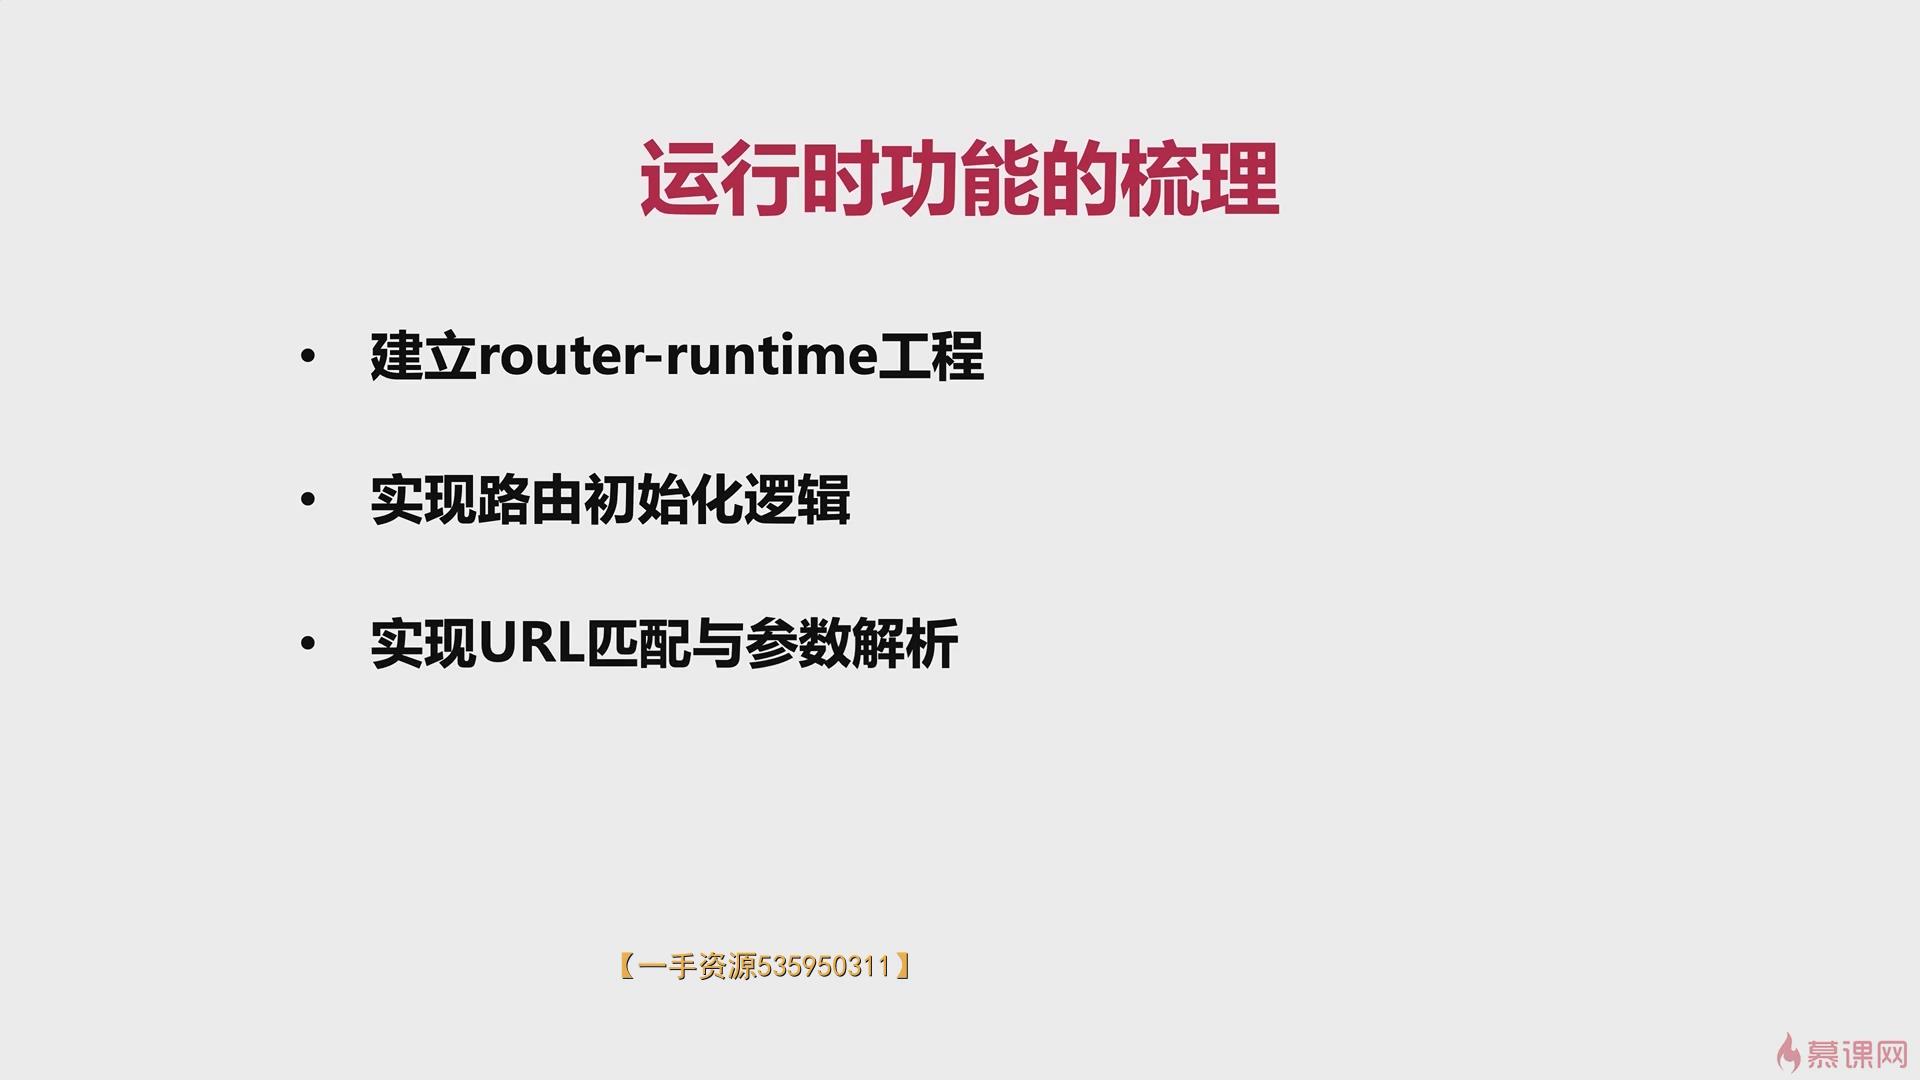 运行时功能的梳理
• 建立router-runtime工程
• 实现路由初始化逻辑
• 实现URL匹配与参数解析
【一手资源535950311】
慕课网